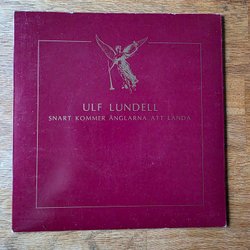 ULF LUNDELL
SNART KOMMER ÄNGLARNA ATT LANDA